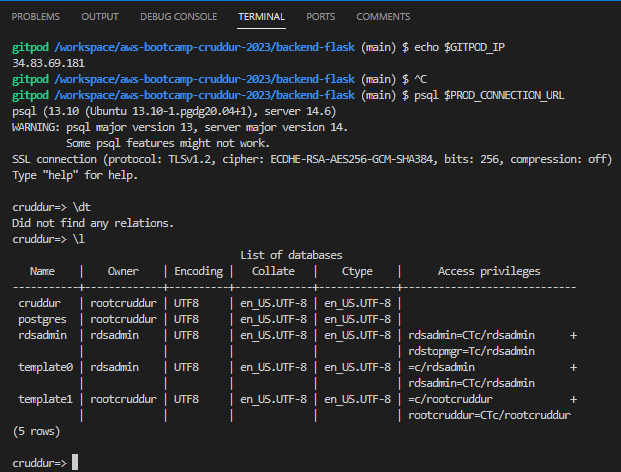 PROBLEMS OUTPUT DEBUG CONSOLE TERMINAL PORTS COMMENTS
gitpod /workspace/aws-bootcamp-cruddur-2023/backend-flask (main) $ echo $GITPOD_IP
34.83.69.181
gitpod /workspace/aws-bootcamp-cruddur-2023/backend-flask (main) $ ^C
gitpod /workspace/aws-bootcamp-cruddur-2023/backend-flask (main) $ psql $PROD_CONNECTION_URL
psql (13.10 (Ubuntu 13.10-1.pgdg20.04+1), server 14.6)
WARNING: psql major version 13, server major version 14.
         Some psql features might not work.
SSL connection (protocol: TLSv1.2, cipher: ECDHE-RSA-AES256-GCM-SHA384, bits: 256, compression: off)
Type "help" for help.
cruddur=> \dt
Did not find any relations.
cruddur=> \l
                                   List of databases
   Name    |    Owner    | Encoding |   Collate   |    Ctype    |     Access privileges
-----------+-------------+----------+-------------+-------------+---------------------------
 cruddur   | rootcruddur | UTF8     | en_US.UTF-8 | en_US.UTF-8 |
 postgres  | rootcruddur | UTF8     | en_US.UTF-8 | en_US.UTF-8 |
 rdsadmin  | rdsadmin    | UTF8     | en_US.UTF-8 | en_US.UTF-8 | rdsadmin=CTc/rdsadmin      +
           |             |          |             |             | rdstopmgr=Tc/rdsadmin
 template0 | rdsadmin    | UTF8     | en_US.UTF-8 | en_US.UTF-8 | =c/rdsadmin                +
           |             |          |             |             | rdsadmin=CTc/rdsadmin
 template1 | rootcruddur | UTF8     | en_US.UTF-8 | en_US.UTF-8 | =c/rootcruddur             +
           |             |          |             |             | rootcruddur=CTc/rootcruddur
(5 rows)
cruddur=>